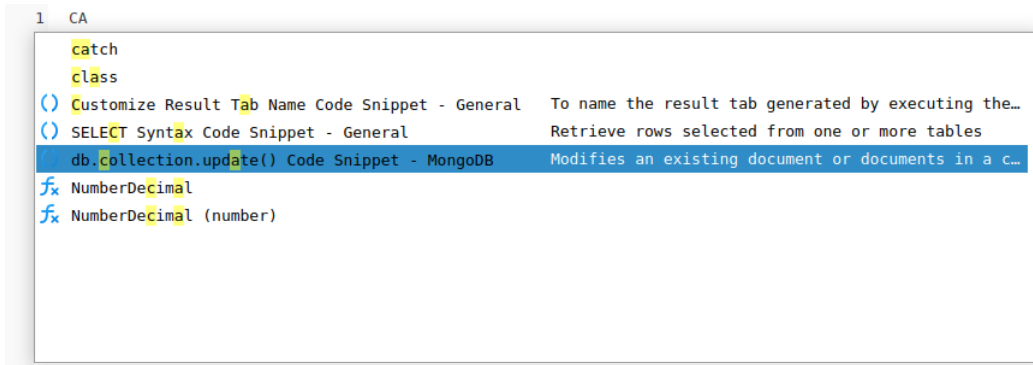 1 CA
catch
class
() Customize Result Tab Name Code Snippet - General To name the result tab generated by executing the…
() SELECT Syntax Code Snippet - General Retrieve rows selected from one or more tables
() db.collection.update() Code Snippet - MongoDB Modifies an existing document or documents in a c…
fx NumberDecimal
fx NumberDecimal (number)